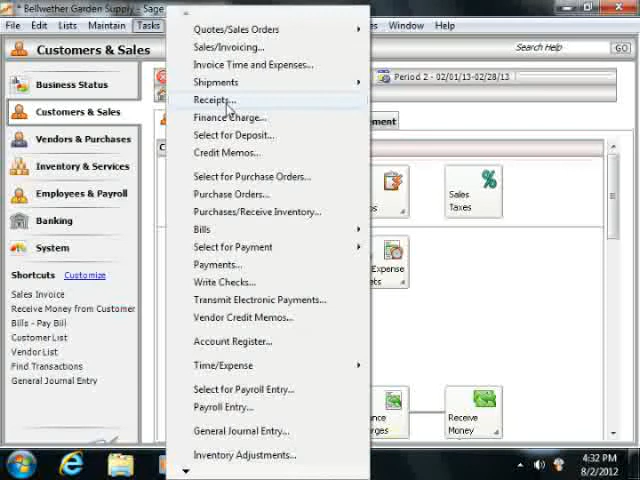 * Bellwether Garden Supply - Sage
File Edit Lists Maintain Tasks Window Help
Customers & Sales
Search Help GO
Business Status
Period 2 - 02/01/13-02/28/13
Customers & Sales
Vendors & Purchases
Inventory & Services
Employees & Payroll
Banking
System
Shortcuts Customize
Sales Invoice
Receive Money from Customer
Bills - Pay Bill
Customer List
Vendor List
Find Transactions
General Journal Entry
Quotes/Sales Orders
Sales/Invoicing...
Invoice Time and Expenses...
Shipments
Receipts...
Finance Charge...
Select for Deposit...
Credit Memos...
Select for Purchase Orders...
Purchase Orders...
Purchases/Receive Inventory...
Bills
Select for Payment
Payments...
Write Checks...
Transmit Electronic Payments...
Vendor Credit Memos...
Account Register...
Time/Expense
Select for Payroll Entry...
Payroll Entry...
General Journal Entry...
Inventory Adjustments...
ement
Sales
Taxes
Expense
ets
nce
arges
Receive
Money
4:32 PM
8/2/2012